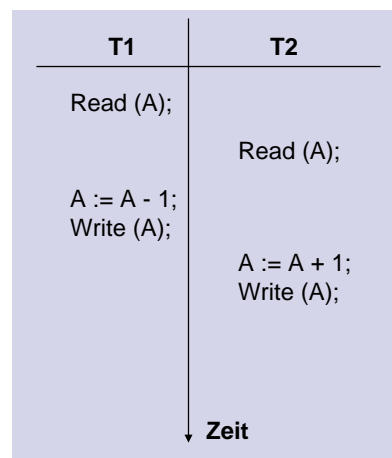 T1 T2
Read (A);
Read (A);
A := A - 1;
Write (A);
A := A + 1;
Write (A);
Zeit